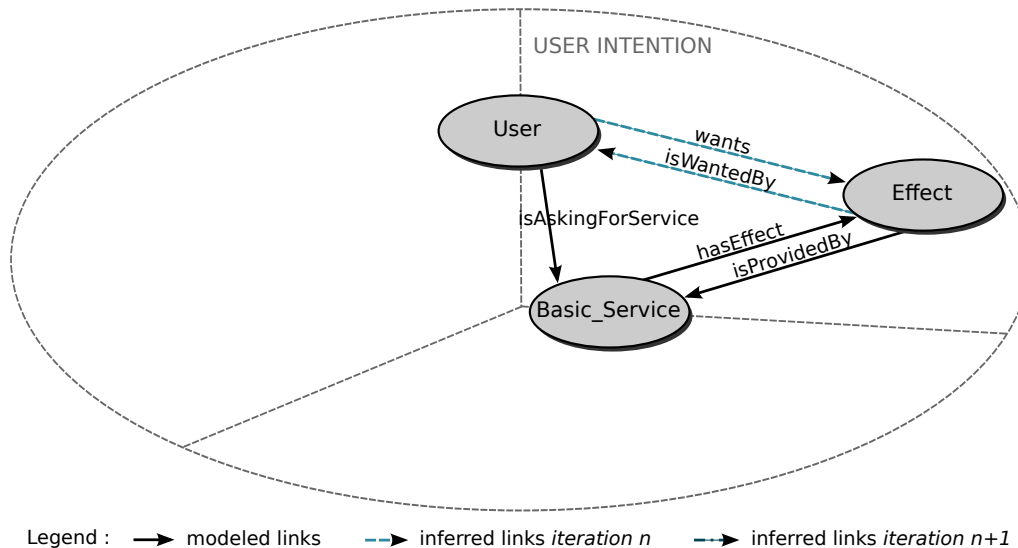 USER INTENTION
User
wants
isWantedBy
Effect
isAskingForService
hasEffect
isProvidedBy
Basic_Service
Legend : modeled links inferred links iteration n inferred links iteration n+1